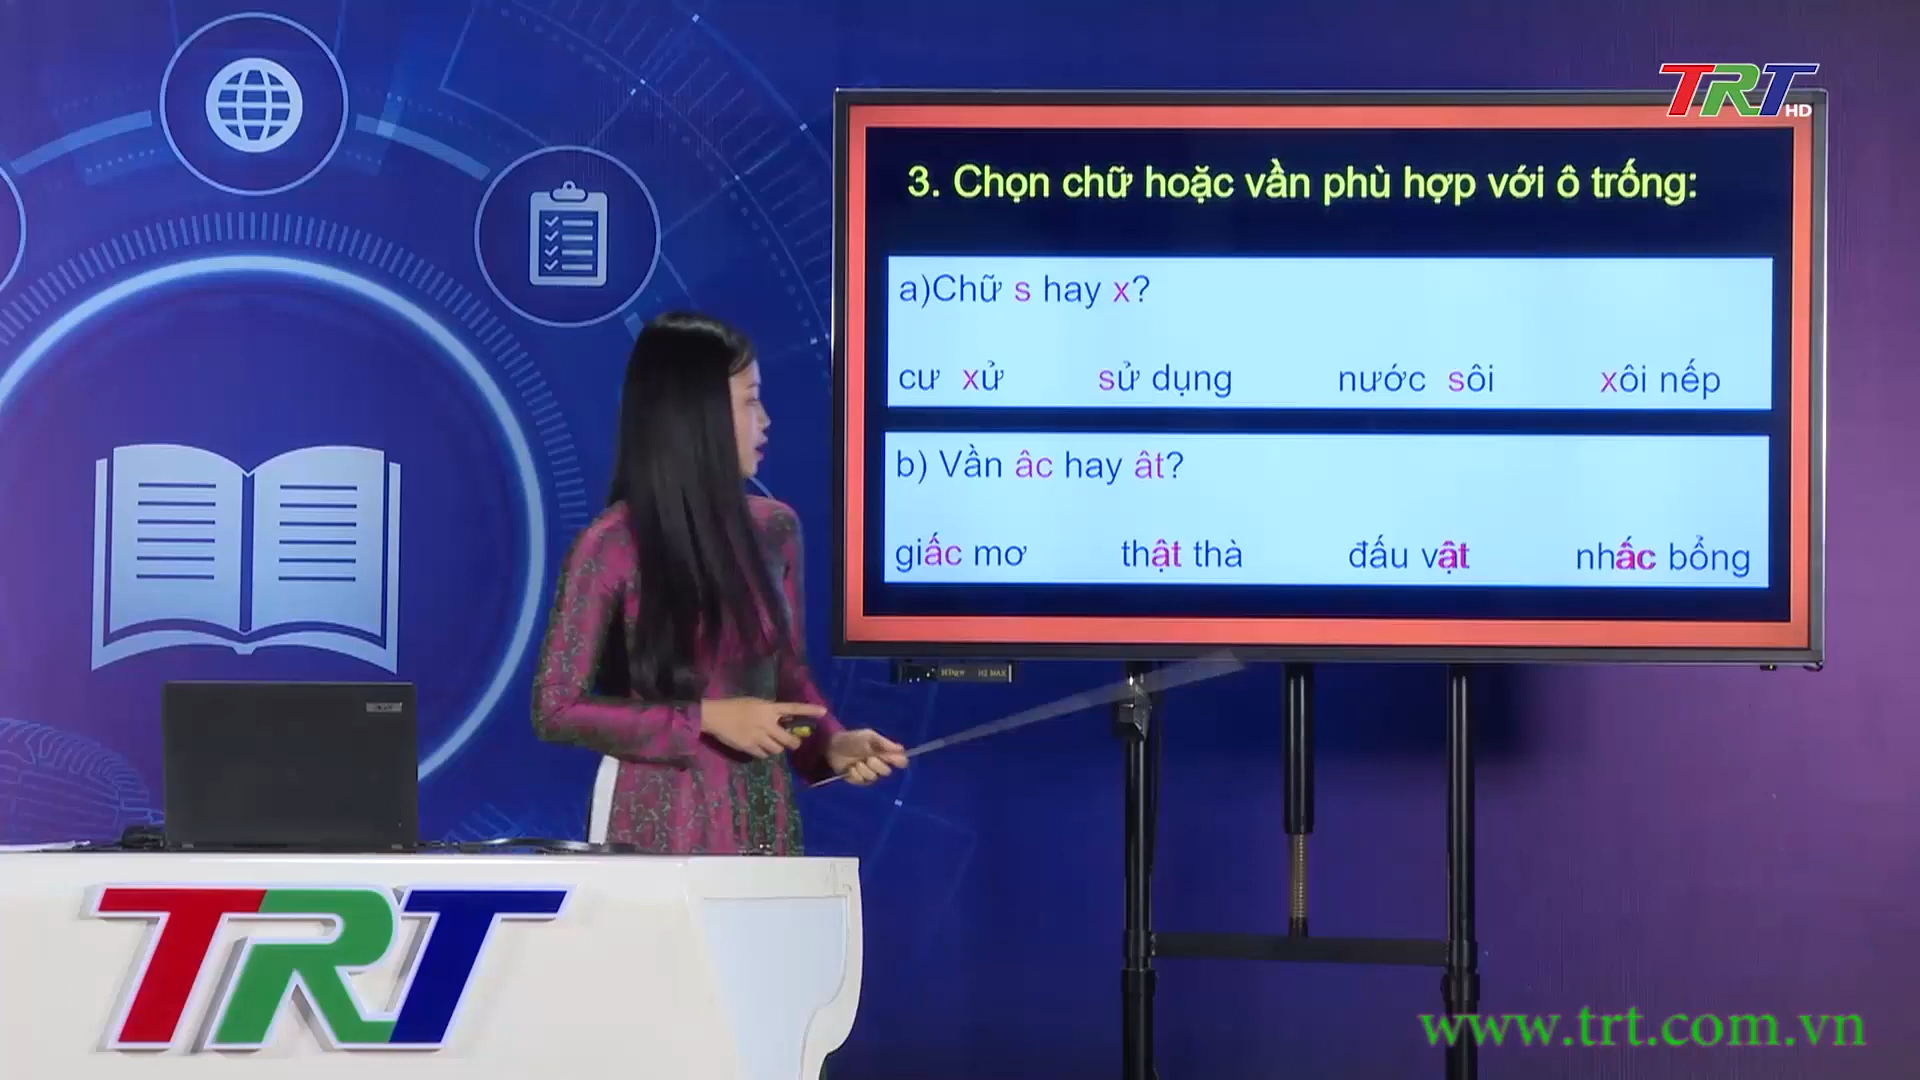 TRT HD
3. Chọn chữ hoặc vần phù hợp với ô trống:
a)Chữ s hay x?
cư xử sử dụng nước sôi xôi nếp
b) Vần âc hay ât?
giấc mơ thật thà đấu vật nhấc bổng
TRT
www.trt.com.vn